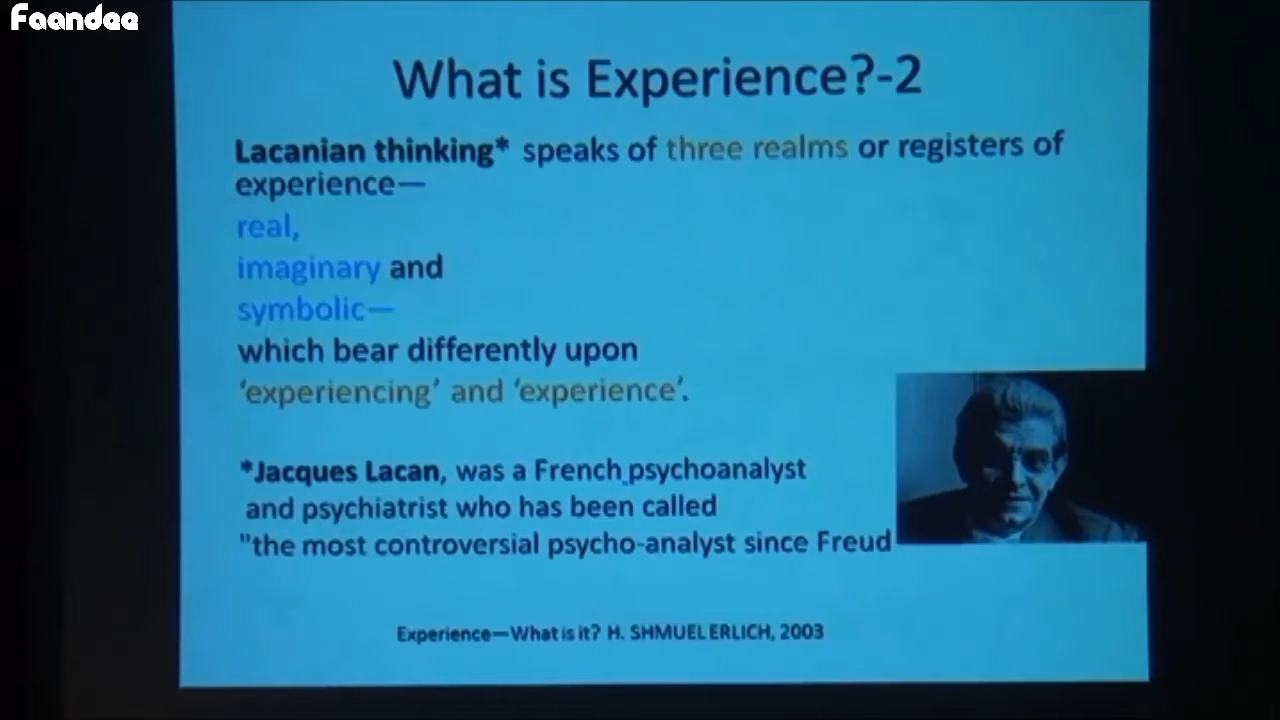 Faandee
What is Experience?-2
Lacanian thinking* speaks of three realms or registers of
experience—
real,
imaginary and
symbolic—
which bear differently upon
‘experiencing’ and ‘experience’.
*Jacques Lacan, was a French psychoanalyst
and psychiatrist who has been called
"the most controversial psycho-analyst since Freud
Experience—What is it? H. SHMUEL ERLICH, 2003